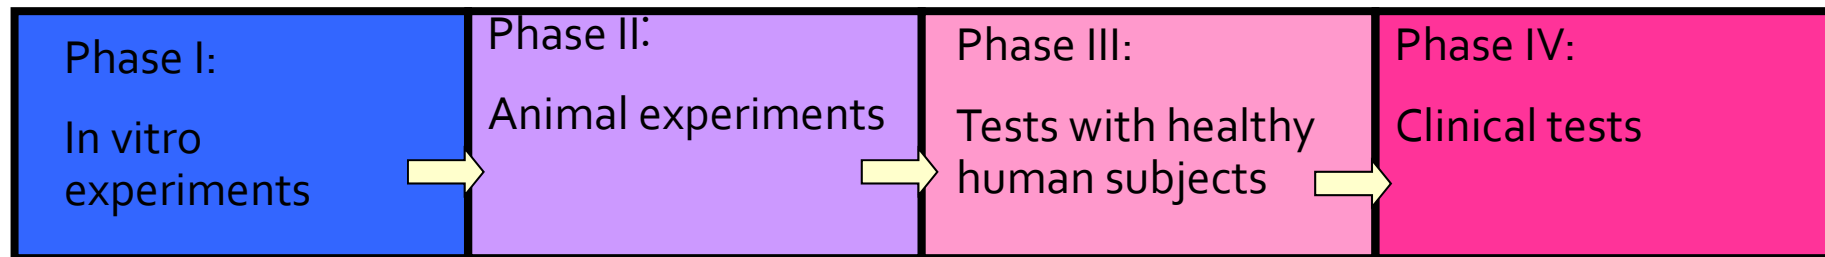 Phase I:
In vitro
experiments
Phase II:
Animal experiments
Phase III:
Tests with healthy
human subjects
Phase IV:
Clinical tests